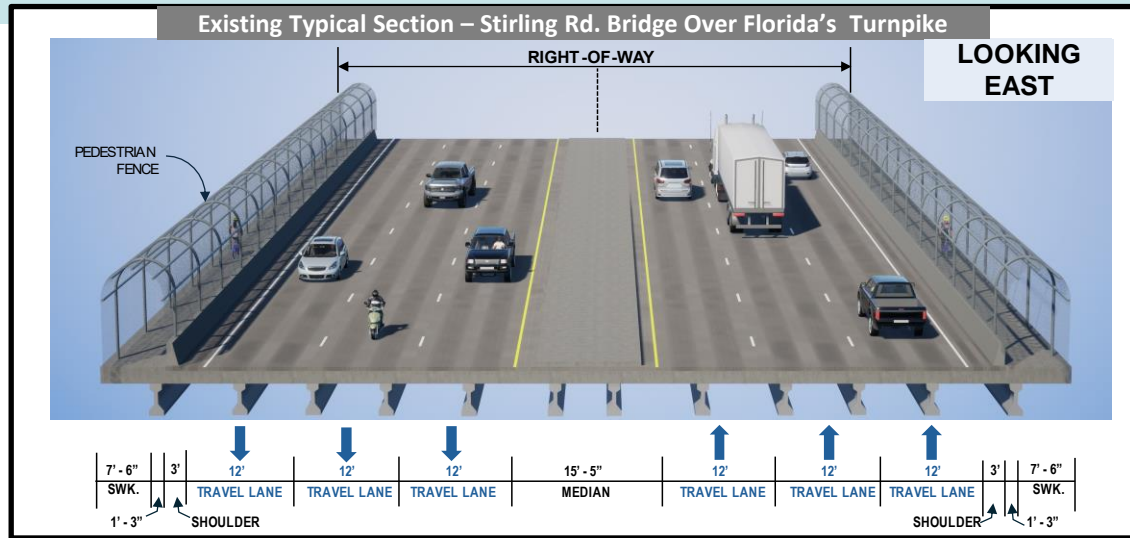 Existing Typical Section – Stirling Rd. Bridge Over Florida's Turnpike
RIGHT-OF-WAY
LOOKING
EAST
PEDESTRIAN
FENCE
7' - 6" 3' 12' 12' 12' 15' - 5" 12' 12' 12' 3' 7' - 6"
SWK. TRAVEL LANE TRAVEL LANE TRAVEL LANE MEDIAN TRAVEL LANE TRAVEL LANE TRAVEL LANE SWK.
1' - 3" SHOULDER SHOULDER 1' - 3"